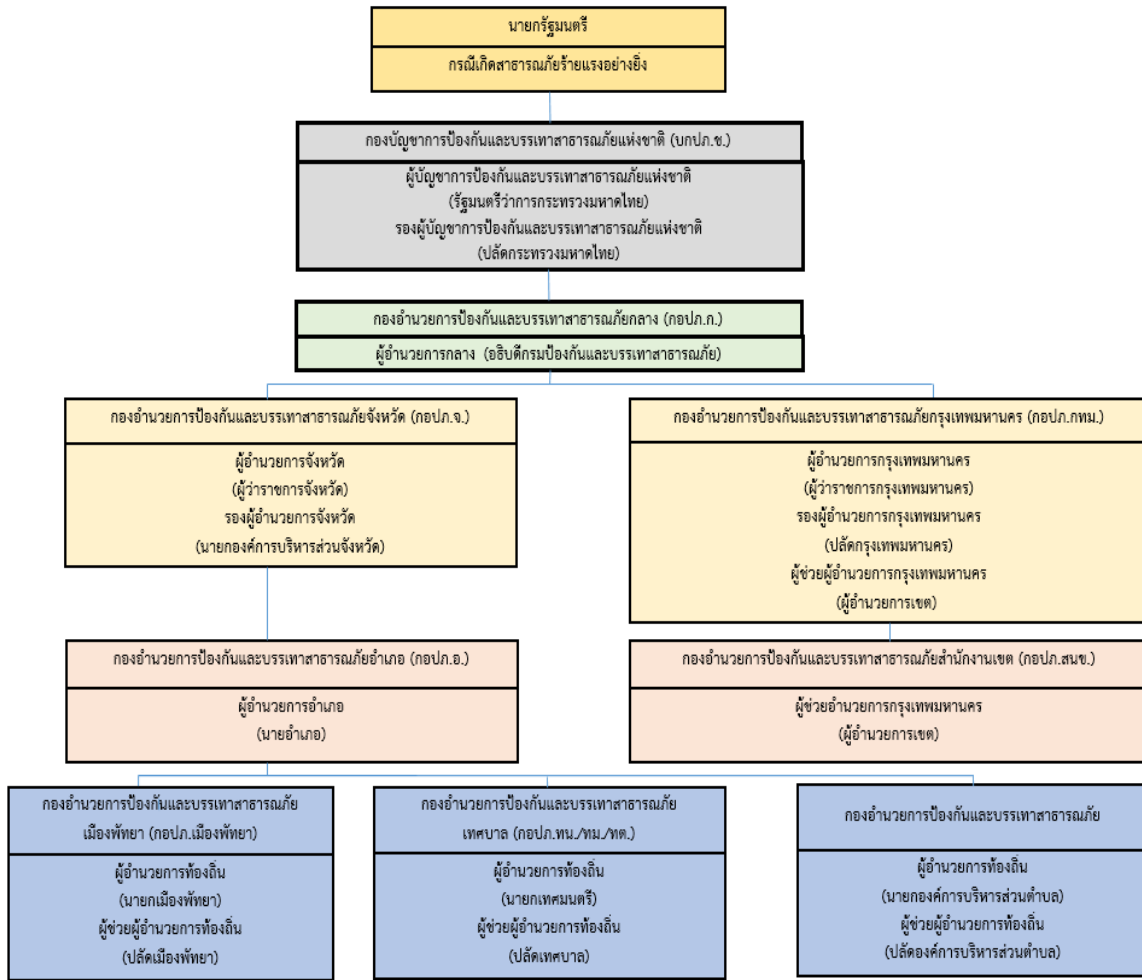 นายกรัฐมนตรี
กรณีเกิดสาธารณภัยร้ายแรงอย่างยิ่ง
กองบัญชาการป้องกันและบรรเทาสาธารณภัยแห่งชาติ (บกปภ.ช.)
ผู้บัญชาการป้องกันและบรรเทาสาธารณภัยแห่งชาติ
(รัฐมนตรีว่าการกระทรวงมหาดไทย)
รองผู้บัญชาการป้องกันและบรรเทาสาธารณภัยแห่งชาติ
(ปลัดกระทรวงมหาดไทย)
กองอำนวยการป้องกันและบรรเทาสาธารณภัยกลาง (กอปภ.ก.)
ผู้อำนวยการกลาง (อธิบดีกรมป้องกันและบรรเทาสาธารณภัย)
กองอำนวยการป้องกันและบรรเทาสาธารณภัยจังหวัด (กอปภ.จ.)
ผู้อำนวยการจังหวัด
(ผู้ว่าราชการจังหวัด)
รองผู้อำนวยการจังหวัด
(นายกองค์การบริหารส่วนจังหวัด)
กองอำนวยการป้องกันและบรรเทาสาธารณภัยกรุงเทพมหานคร (กอปภ.กทม.)
ผู้อำนวยการกรุงเทพมหานคร
(ผู้ว่าราชการกรุงเทพมหานคร)
รองผู้อำนวยการกรุงเทพมหานคร
(ปลัดกรุงเทพมหานคร)
ผู้ช่วยผู้อำนวยการกรุงเทพมหานคร
(ผู้อำนวยการเขต)
กองอำนวยการป้องกันและบรรเทาสาธารณภัยอำเภอ (กอปภ.อ.)
ผู้อำนวยการอำเภอ
(นายอำเภอ)
กองอำนวยการป้องกันและบรรเทาสาธารณภัยสำนักงานเขต (กอปภ.สนข.)
ผู้ช่วยอำนวยการกรุงเทพมหานคร
(ผู้อำนวยการเขต)
กองอำนวยการป้องกันและบรรเทาสาธารณภัย
เมืองพัทยา (กอปภ.เมืองพัทยา)
ผู้อำนวยการท้องถิ่น
(นายกเมืองพัทยา)
ผู้ช่วยผู้อำนวยการท้องถิ่น
(ปลัดเมืองพัทยา)
กองอำนวยการป้องกันและบรรเทาสาธารณภัย
เทศบาล (กอปภ.ทน./ทม./ทต.)
ผู้อำนวยการท้องถิ่น
(นายกเทศมนตรี)
ผู้ช่วยผู้อำนวยการท้องถิ่น
(ปลัดเทศบาล)
กองอำนวยการป้องกันและบรรเทาสาธารณภัย
ผู้อำนวยการท้องถิ่น
(นายกองค์การบริหารส่วนตำบล)
ผู้ช่วยผู้อำนวยการท้องถิ่น
(ปลัดองค์การบริหารส่วนตำบล)